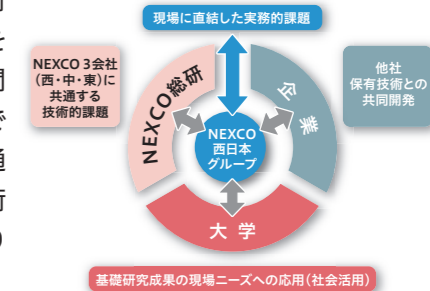 現場に直結した実務的課題
NEXCO 3会社
（西・中・東）に
共通する
技術的課題
NEXCO総研
企業
他社
保有技術との
共同開発
NEXCO
西日本
グループ
大学
基礎研究成果の現場ニーズへの応用（社会活用）
で